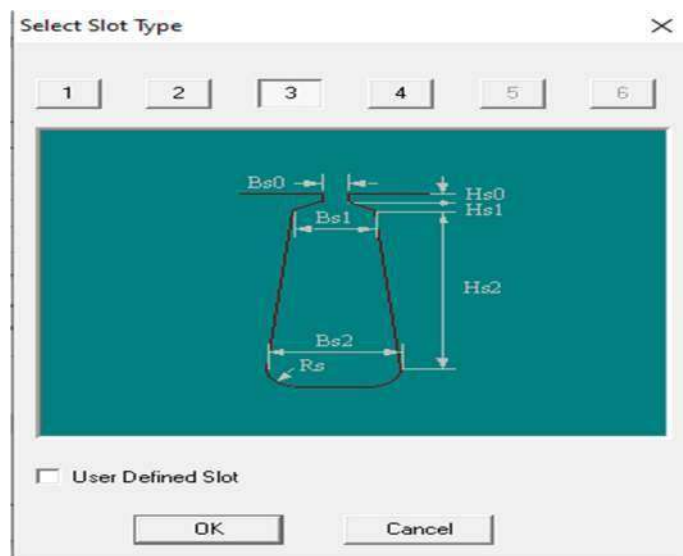 Select Slot Type
1 2 3 4 5 6
Bs0
Hs0
Hs1
Bs1
Hs2
Bs2
Rs
User Defined Slot
OK Cancel